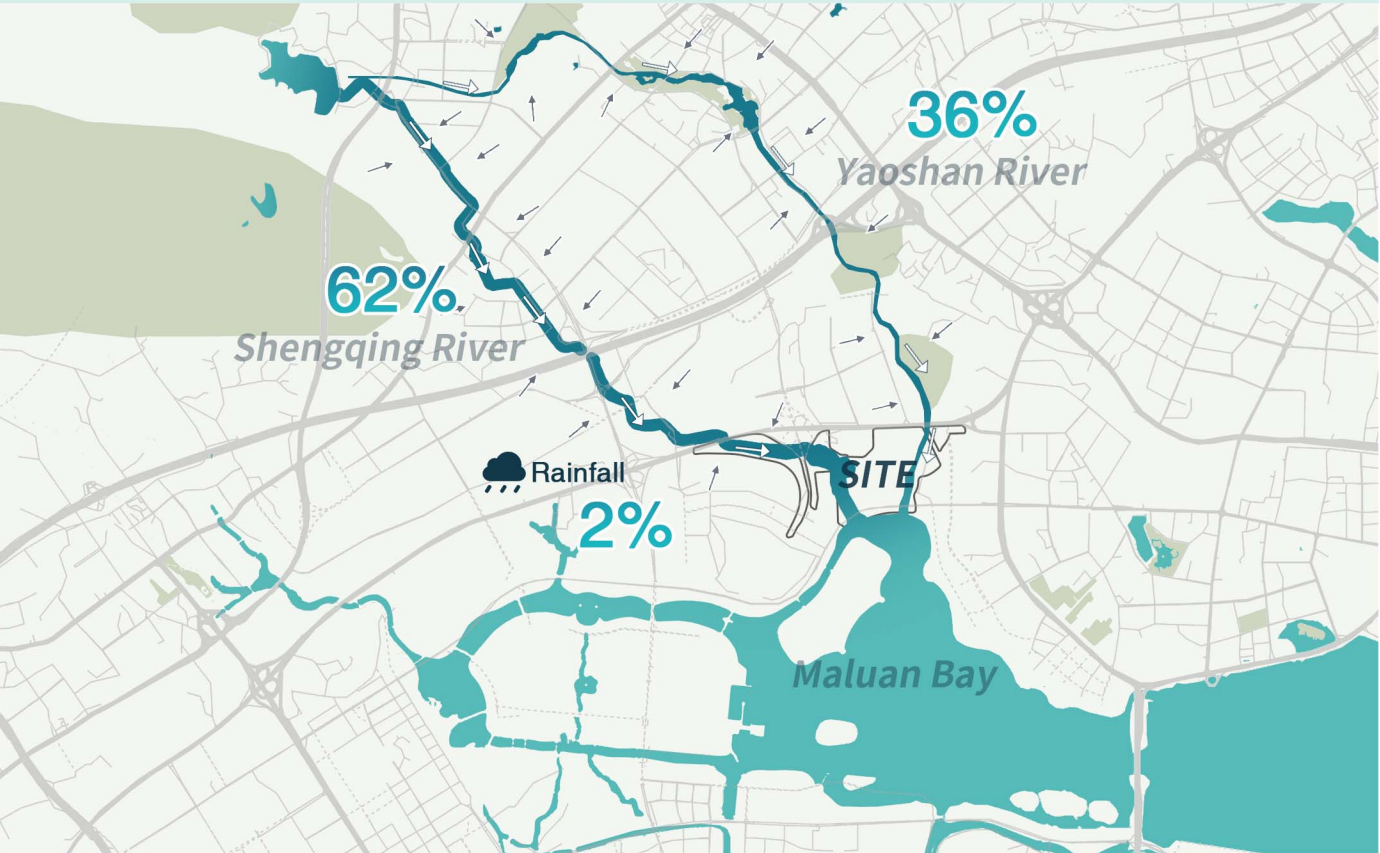 36%
Yaoshan River
62%
Shengqing River
Rainfall
2%
SITE
Maluan Bay